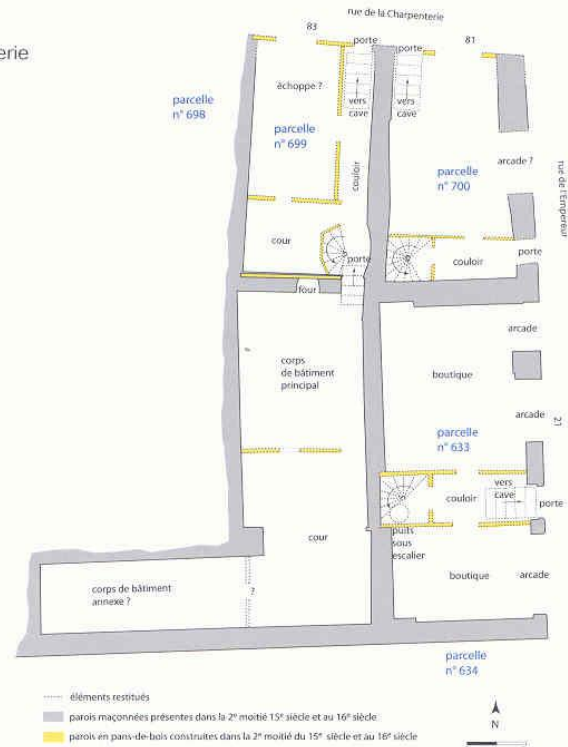 rue de la Charpenterie
erie
83
porte
porte
81
parcelle
n° 698
échoppe ?
vers
cave
vers
cave
parcelle
n° 699
couloir
arcade ?
parcelle
n° 700
rue de l'Empereur
cour
porte
couloir
porte
four
arcade
corps
de bâtiment
principal
boutique
arcade
21
parcelle
n° 633
vers
cave
couloir
porte
cour
puits
sous
escalier
boutique
arcade
corps de bâtiment
annexe ?
?
parcelle
n° 634
éléments restitués
parois maçonnées présentes dans la 2e moitié 15e siècle et au 16e siècle
parois en pans-de-bois construites dans la 2e moitié du 15e siècle et au 16e siècle
N